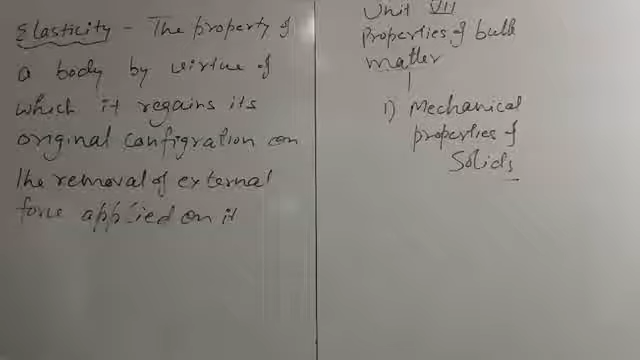 Elasticity - The property of
a body by virtue of
which it regains its
original configration on
the removal of external
force applied on it
Unit VII
Properties of bulk
matter
1) Mechanical
properties of
Solids